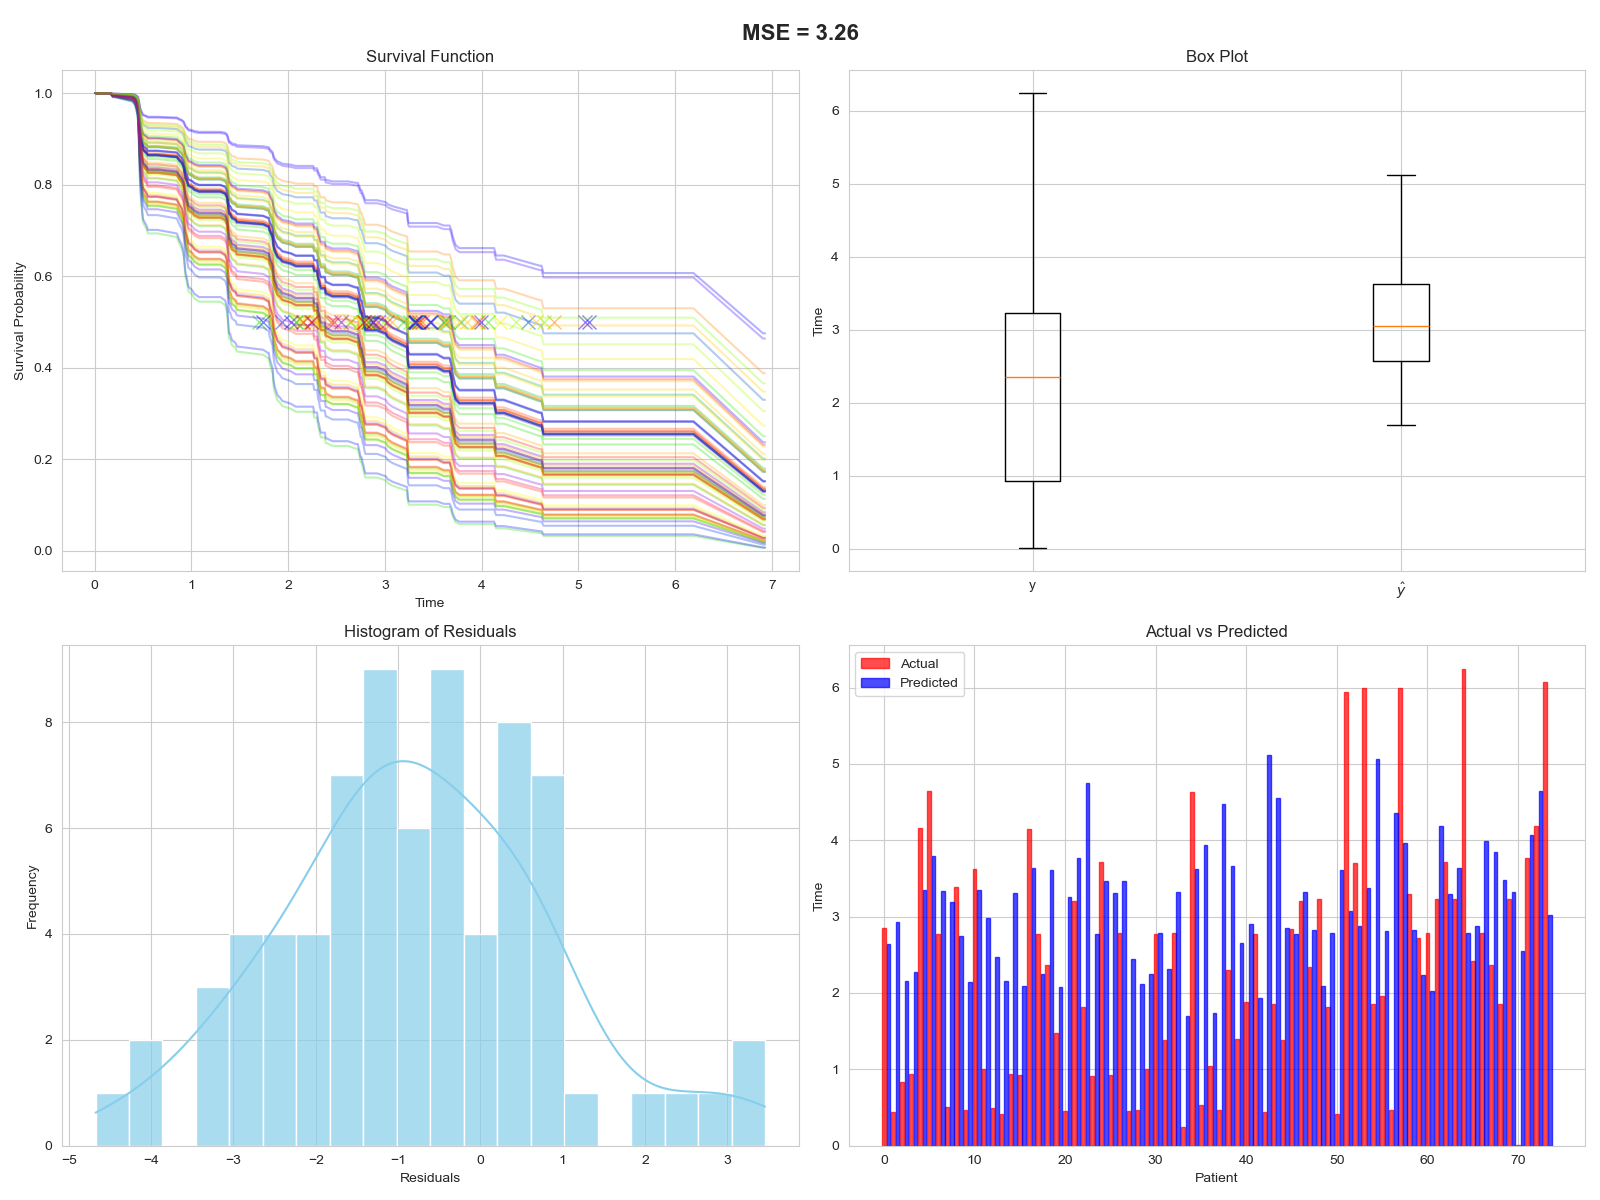 MSE = 3.26
Survival Function
Survival Probability
1.0
0.8
0.6
0.4
0.2
0.0
0 1 2 3 4 5 6 7
Time
Box Plot
Time
6
5
4
3
2
1
0
y ŷ
Histogram of Residuals
Frequency
8
6
4
2
0
−5 −4 −3 −2 −1 0 1 2 3
Residuals
Actual vs Predicted
Actual
Predicted
Time
6
5
4
3
2
1
0
0 10 20 30 40 50 60 70
Patient